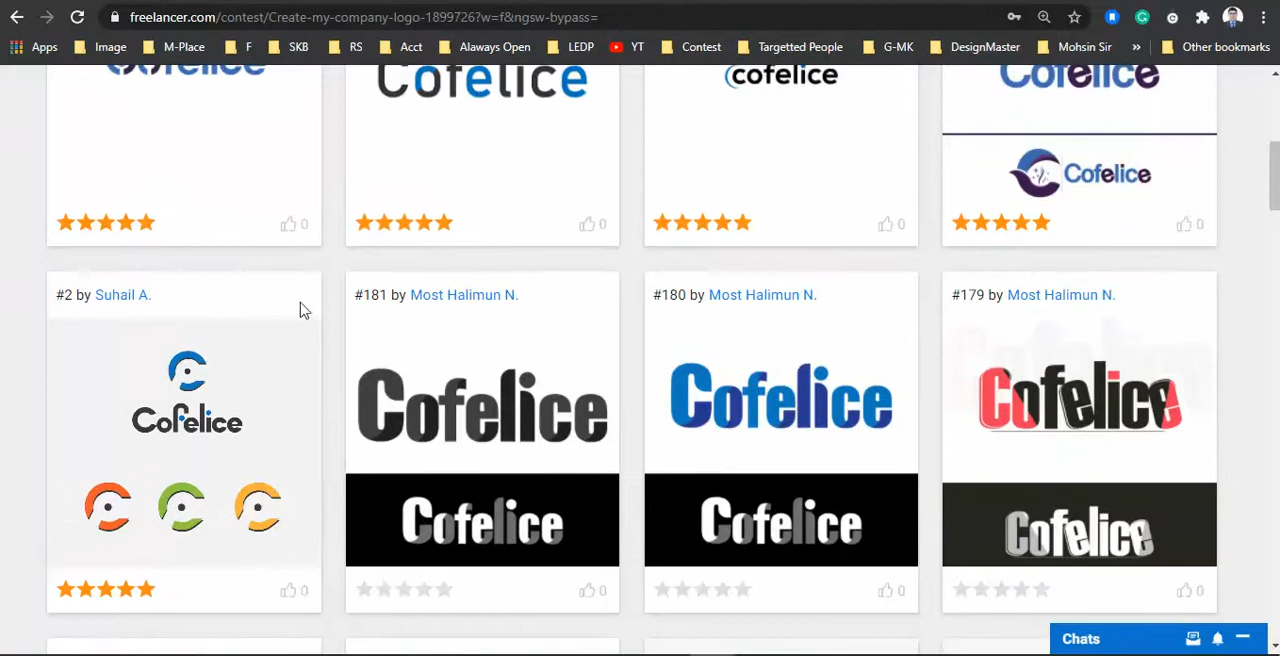 freelancer.com/contest/Create-my-company-logo-1899726?w=f&ngsw-bypass=
Apps Image M-Place F SKB RS Acct Alaways Open LEDP YT Contest Targetted People G-MK DesignMaster Mohsin Sir » Other bookmarks
Cofelice Cofelice cofelice Cofelice
Cofelice
0 0 0 0
#2 by Suhail A. #181 by Most Halimun N. #180 by Most Halimun N. #179 by Most Halimun N.
Cofelice Cofelice Cofelice Cofelice
Cofelice Cofelice Cofelice
0 0 0 0
Chats